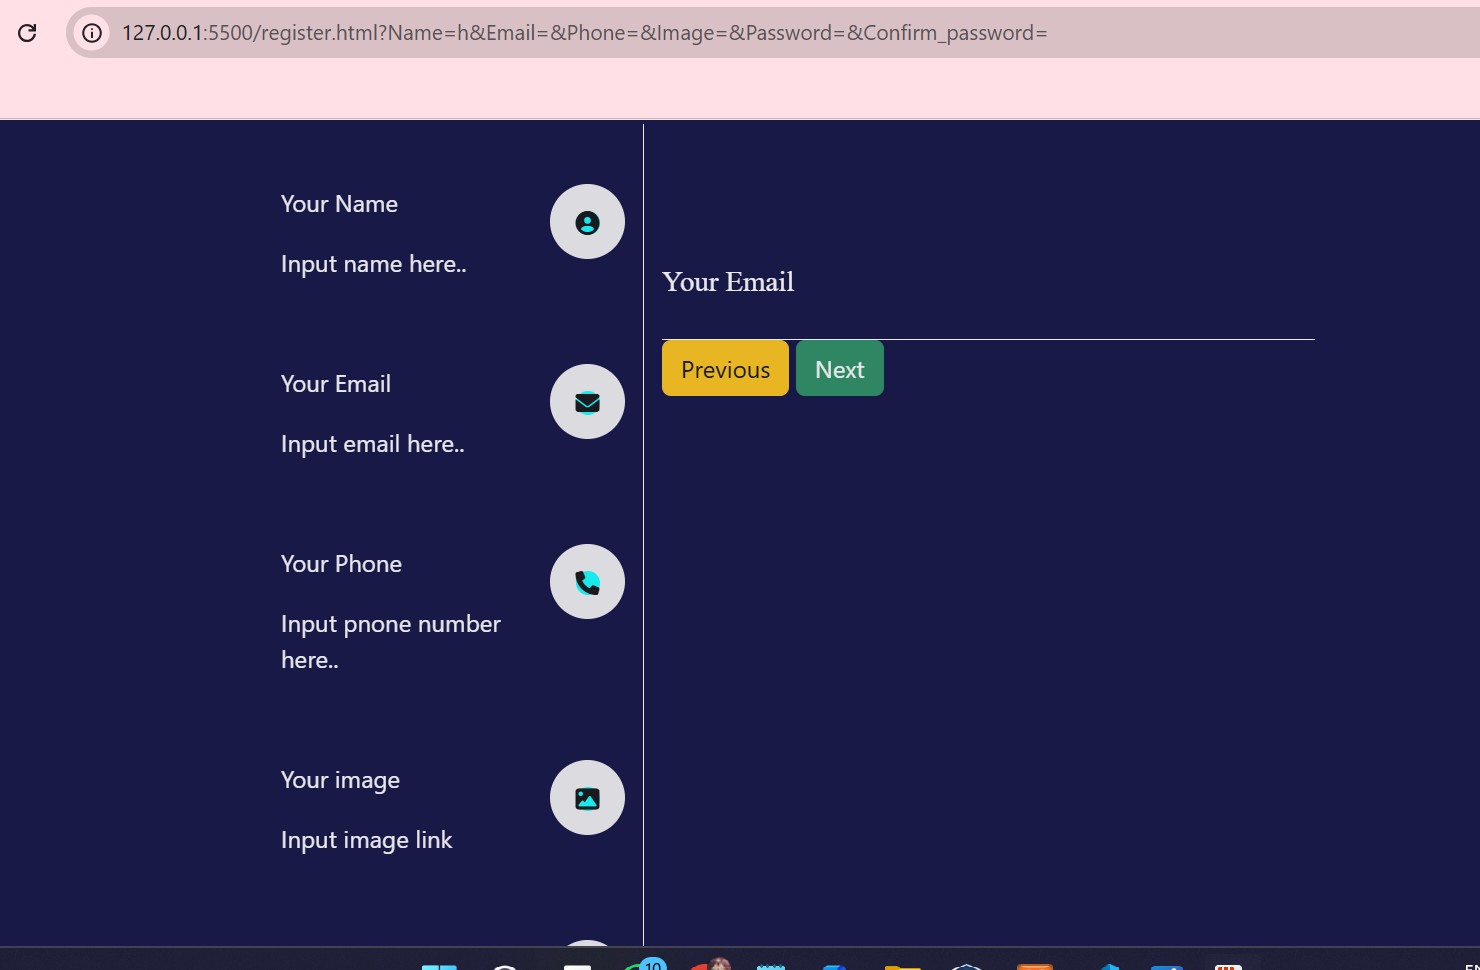 127.0.0.1:5500/register.html?Name=h&Email=&Phone=&Image=&Password=&Confirm_password=
Your Name
Input name here..
Your Email
Input email here..
Your Phone
Input pnone number
here..
Your image
Input image link
Your Email
Previous Next
10